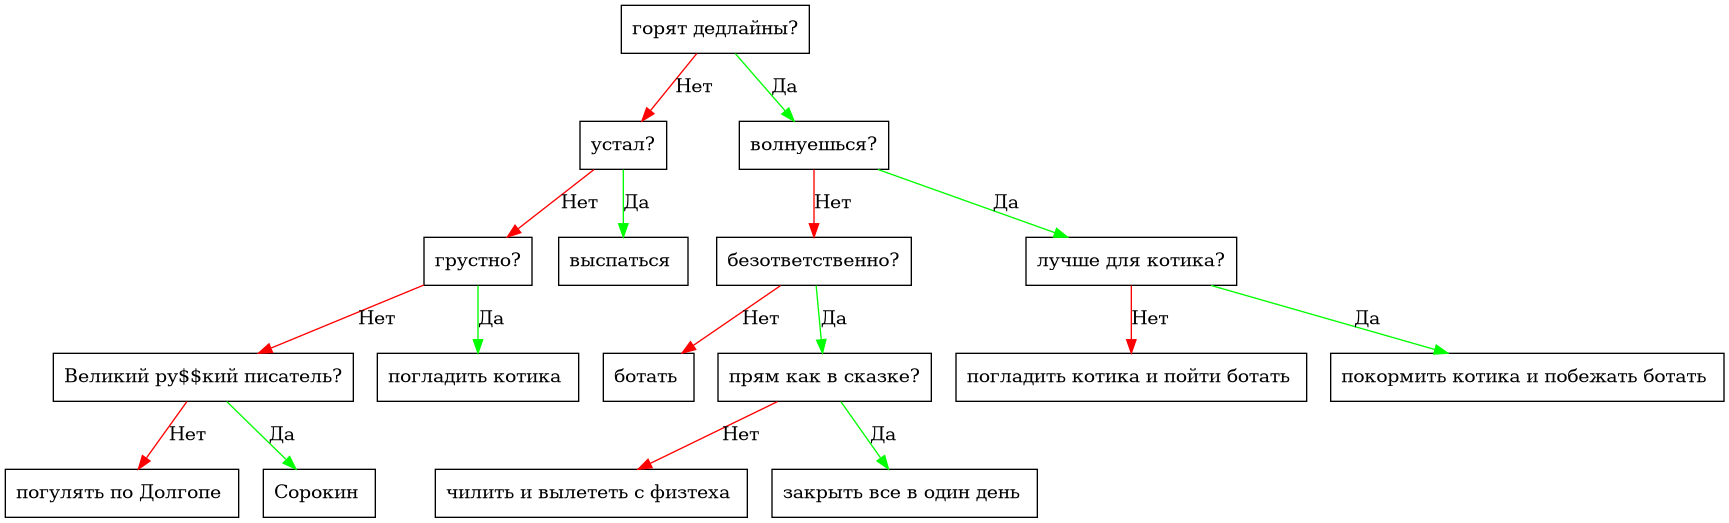 горят дедлайны?
Нет
Да
устал?
волнуешься?
Нет
Да
Нет
Да
грустно?
выспаться
безответственно?
лучше для котика?
Нет
Да
Нет
Да
Нет
Да
Великий ру$$кий писатель?
погладить котика
ботать
прям как в сказке?
погладить котика и пойти ботать
покормить котика и побежать ботать
Нет
Да
Нет
Да
погулять по Долгопе
Сорокин
чилить и вылететь с физтеха
закрыть все в один день